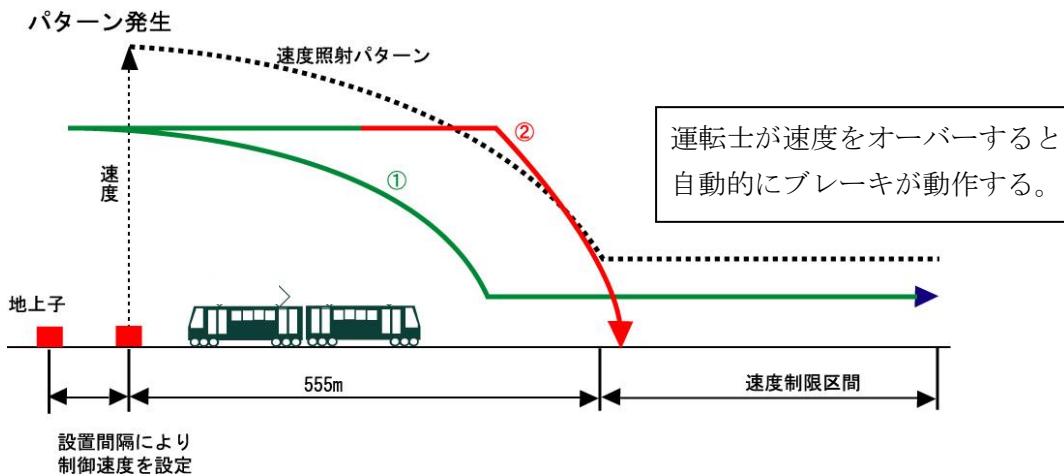 パターン発生
速度照射パターン
②
運転士が速度をオーバーすると
自動的にブレーキが動作する。
速度
①
地上子
555m
速度制限区間
設置間隔により
制御速度を設定